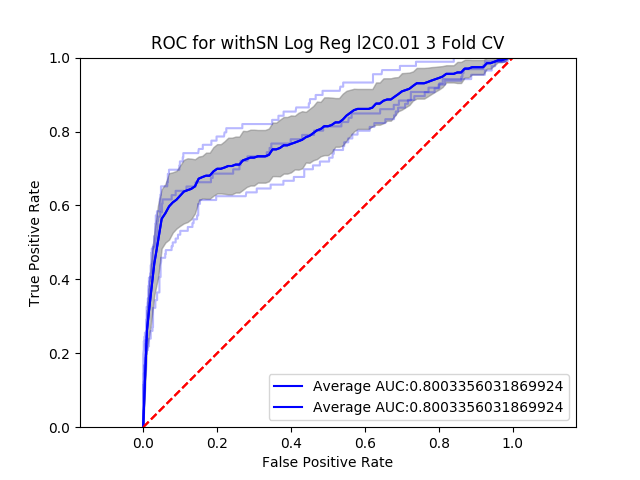 ROC for withSN Log Reg l2C0.01 3 Fold CV
1.0
0.8
0.6
0.4
0.2
0.0
True Positive Rate
0.0 0.2 0.4 0.6 0.8 1.0
False Positive Rate
Average AUC:0.8003356031869924
Average AUC:0.8003356031869924